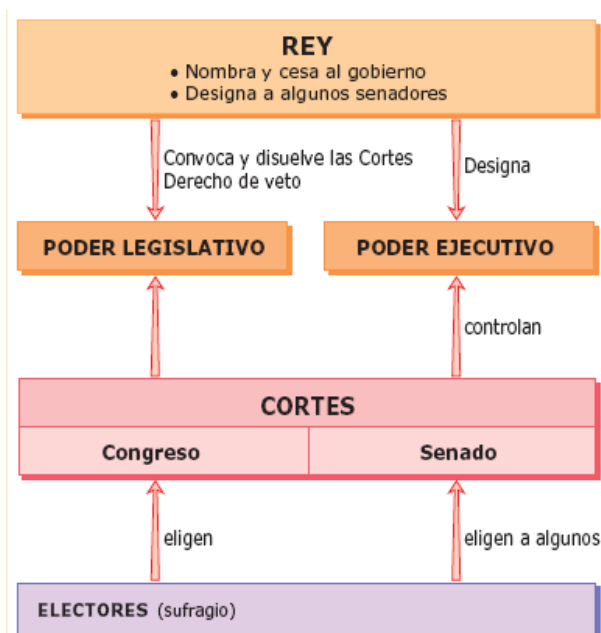 REY
• Nombra y cesa al gobierno
• Designa a algunos senadores
Convoca y disuelve las Cortes
Derecho de veto
Designa
PODER LEGISLATIVO
PODER EJECUTIVO
controlan
CORTES
Congreso
Senado
eligen
eligen a algunos
ELECTORES (sufragio)